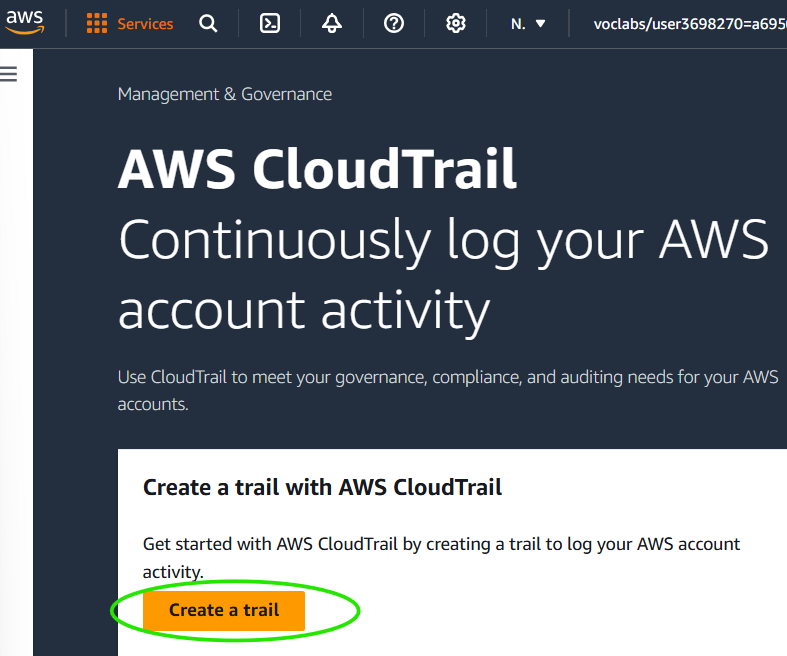 aws
Services
N.
voclabs/user3698270=a695
Management & Governance
AWS CloudTrail
Continuously log your AWS
account activity
Use CloudTrail to meet your governance, compliance, and auditing needs for your AWS
accounts.
Create a trail with AWS CloudTrail
Get started with AWS CloudTrail by creating a trail to log your AWS account
activity.
Create a trail